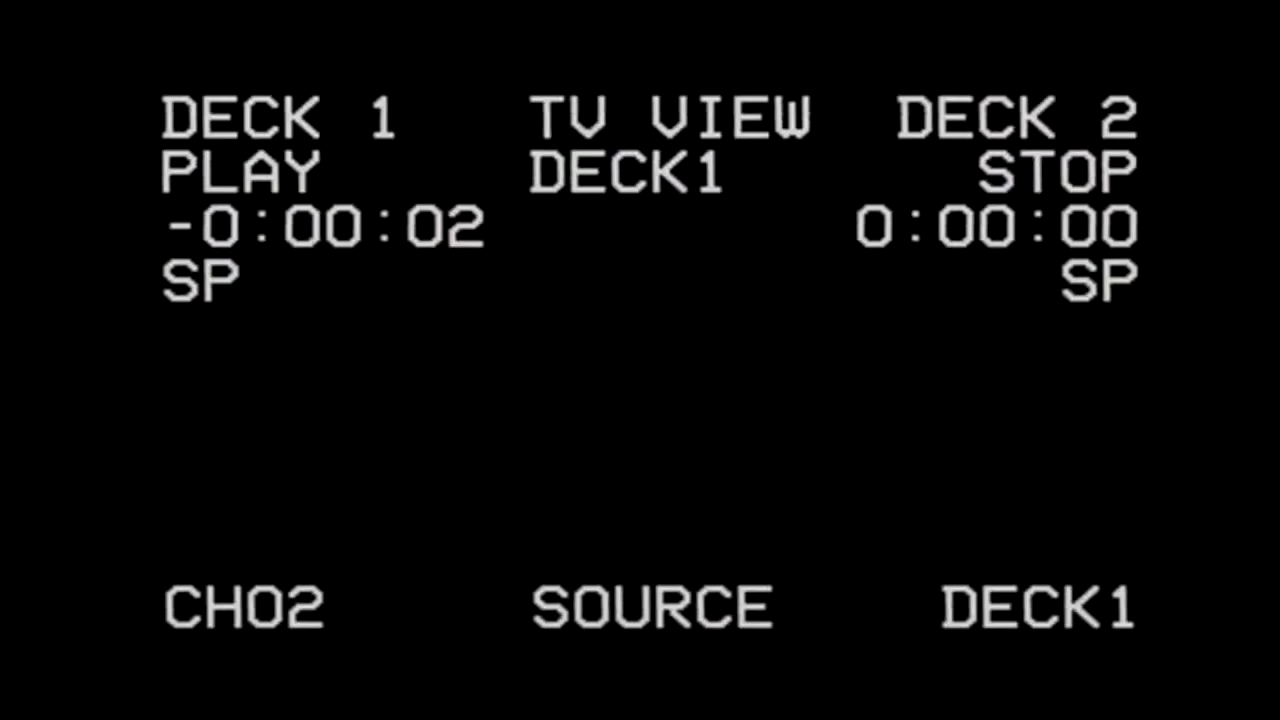 DECK 1 TV VIEW DECK 2
PLAY DECK1 STOP
-0:00:02 0:00:00
SP SP
CH02 SOURCE DECK1